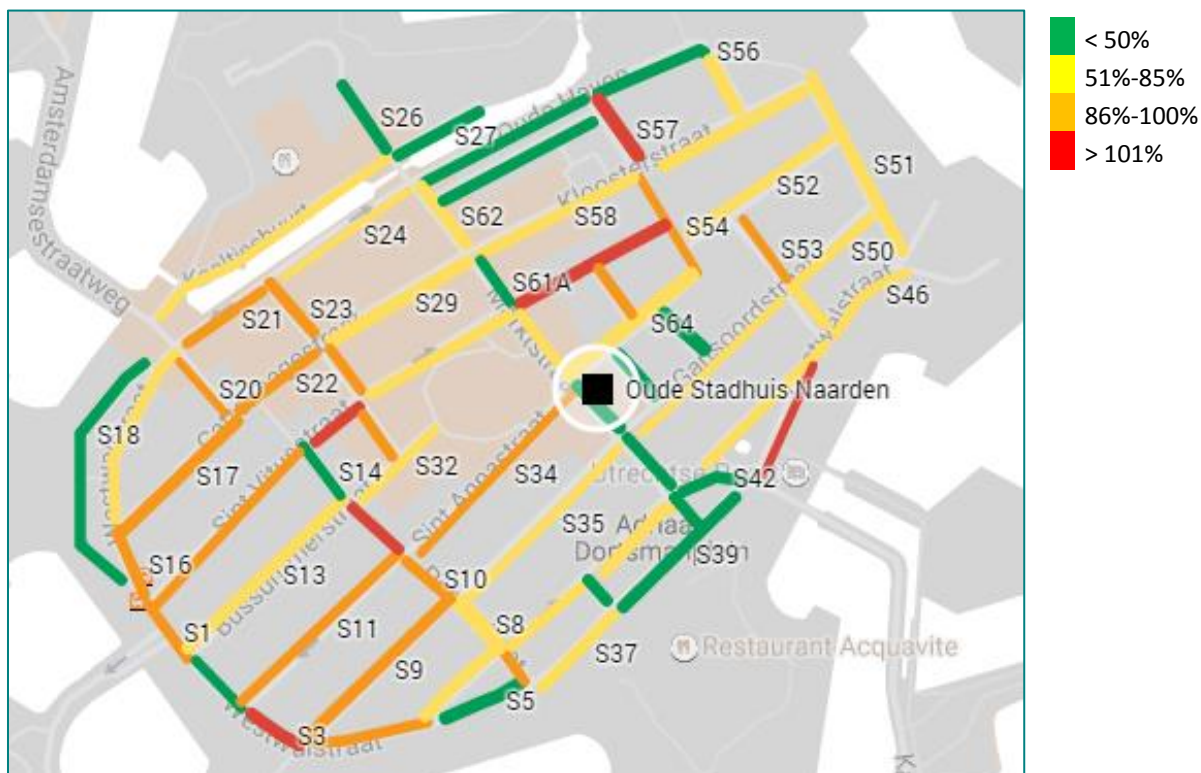 < 50%
51%-85%
86%-100%
> 101%
S56
S26
S27
Oude Haven
S57
Kloosterstraat
S51
S52
S62
S58
S54
S24
S53
S50
Amsterdamsestraatweg
S61A
S46
S29
S23
S21
S64
Gansoordstraat
Oude Stadhuis Naarden
S22
S20
S18
S14
S32
S34
S17
Sint Vitusstraat
Sint Annastraat
Utrechtse Poort
S42
S35
Adriaan
Dortsmanplein
S39
S16
S13
Bussummerstraat
S10
S1
S11
S8
S9
S37
Restaurant Acquavite
S5
S3
Westwalstraat